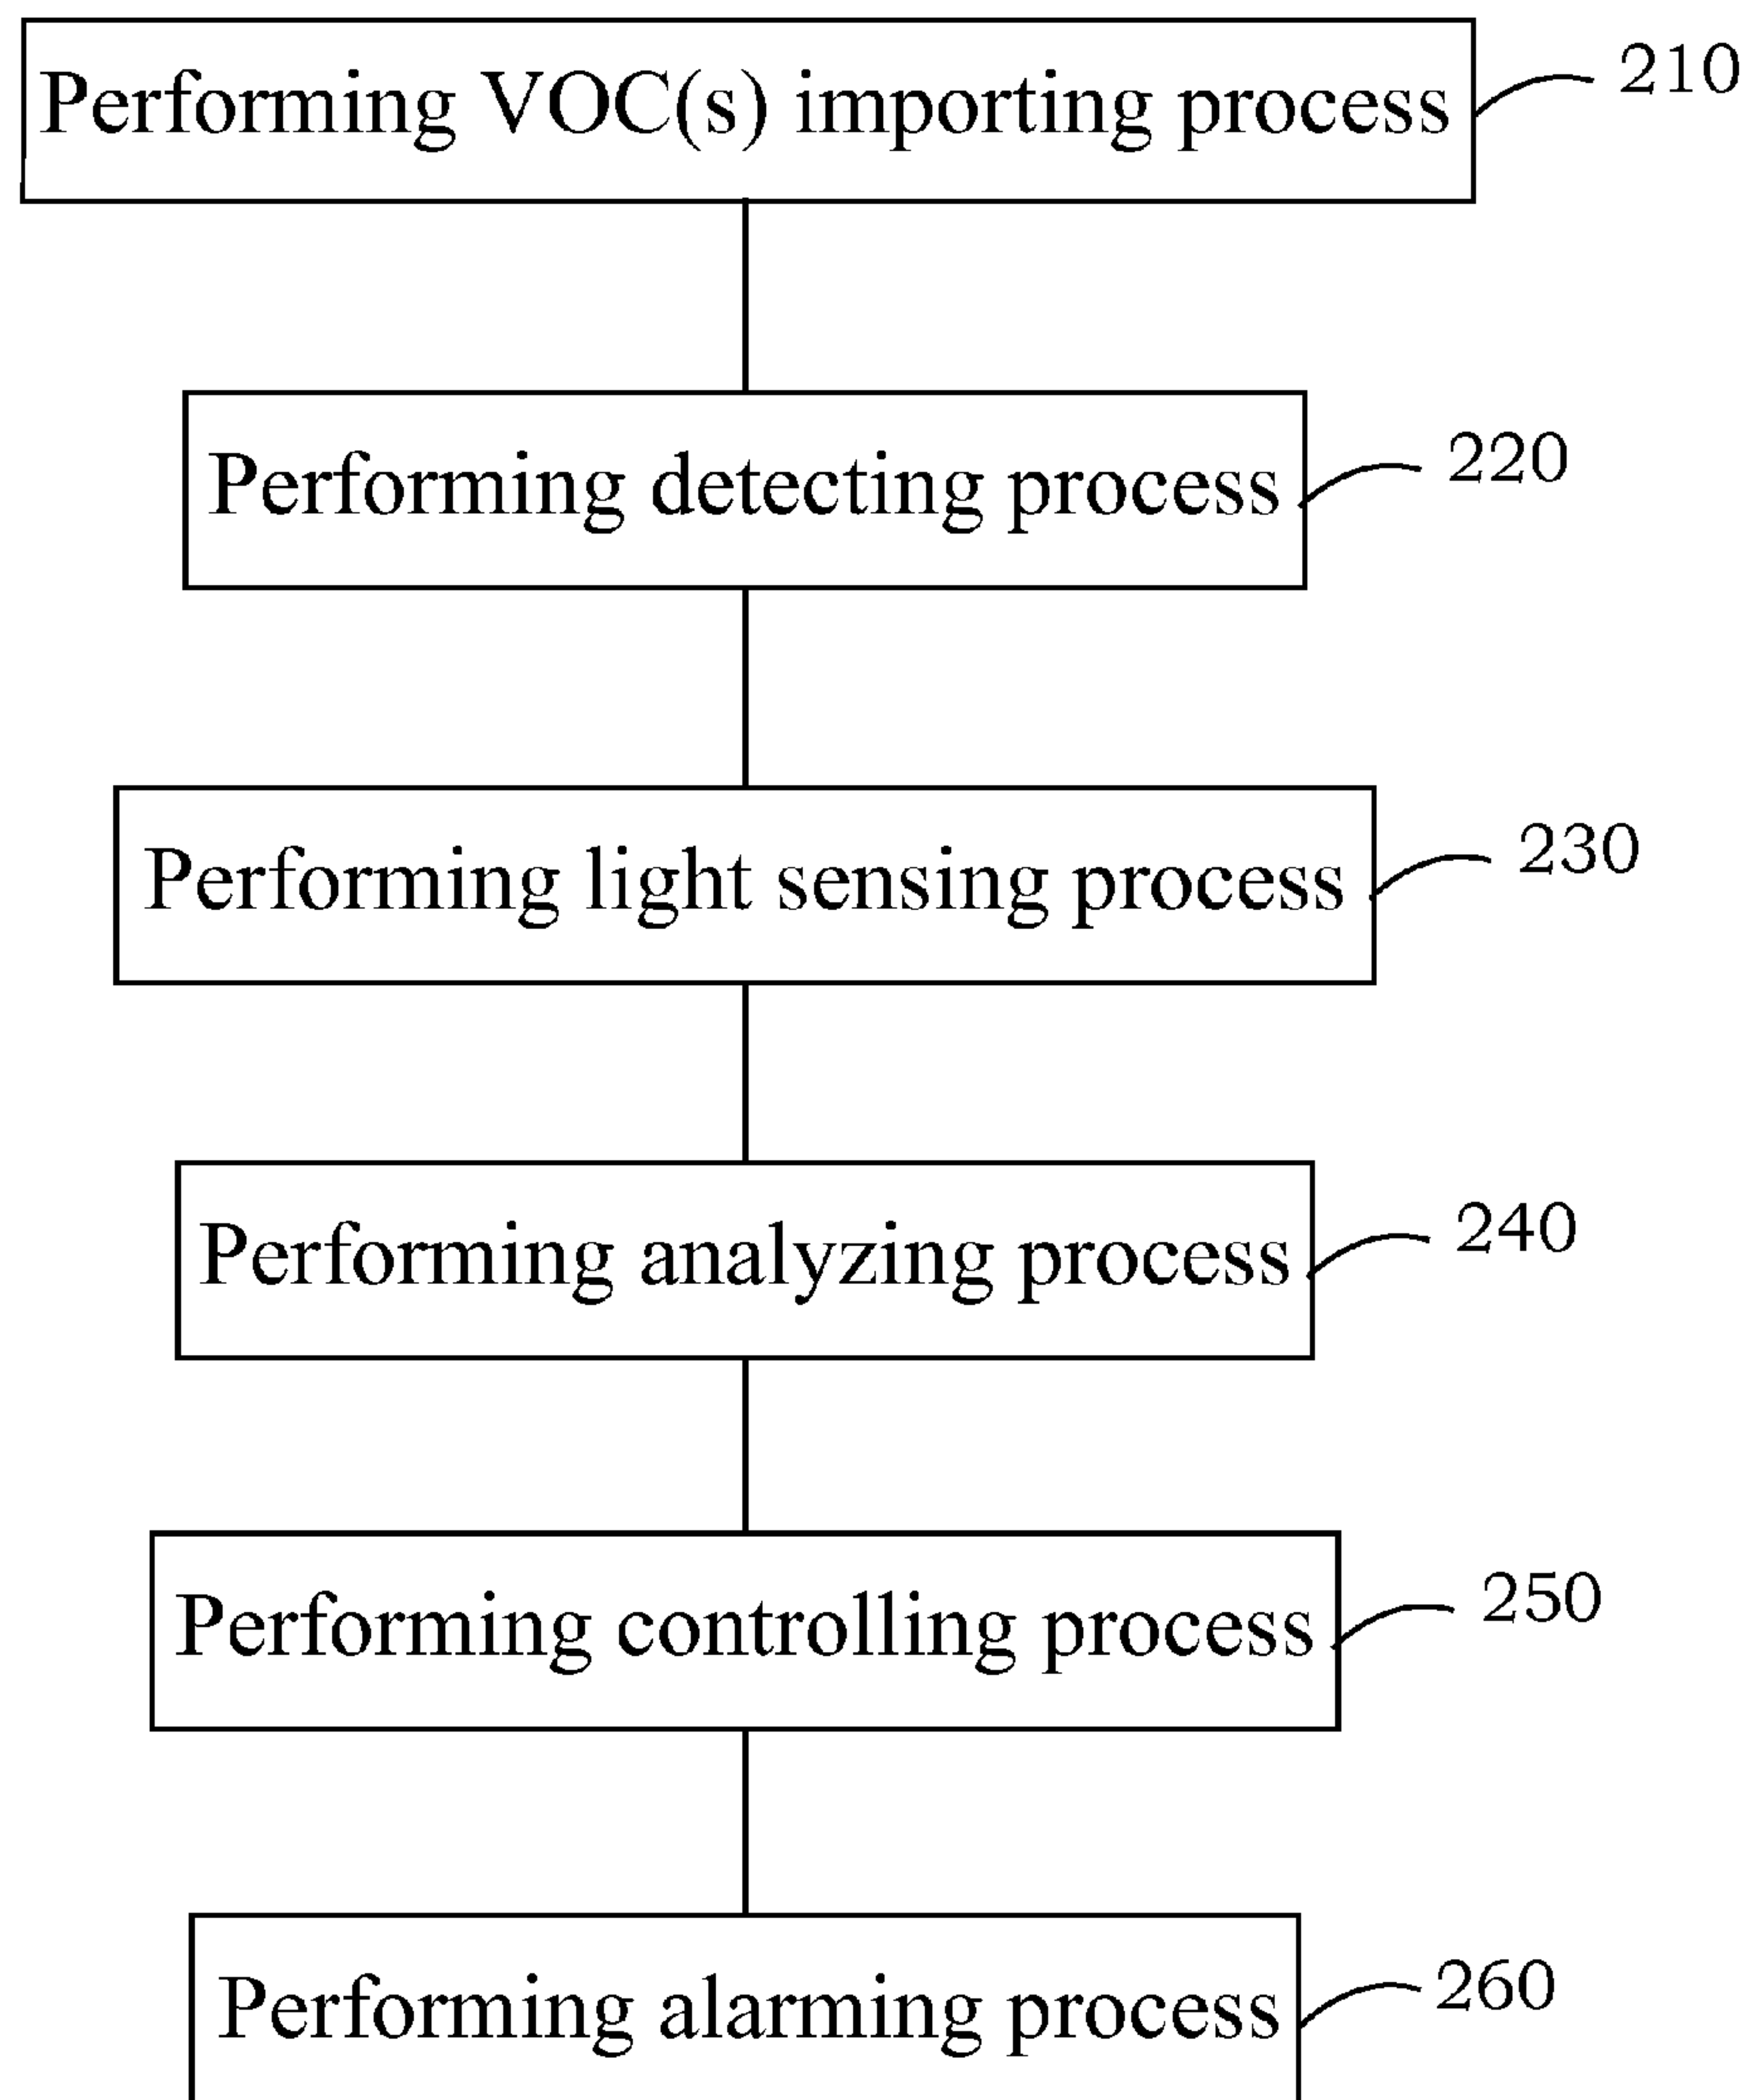 Performing VOC(s) importing process 210
Performing detecting process 220
Performing light sensing process 230
Performing analyzing process 240
Performing controlling process 250
Performing alarming process 260